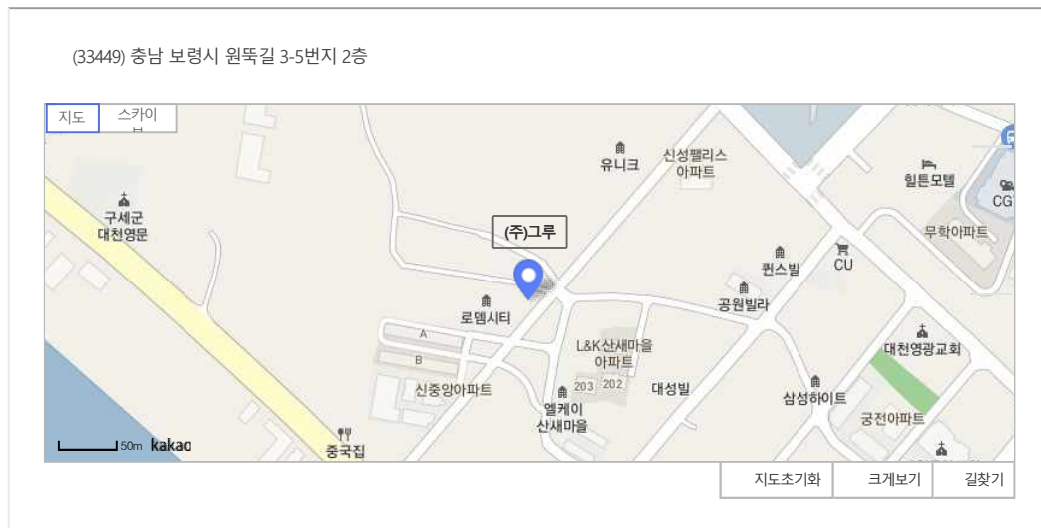 (33449) 충남 보령시 원뚝길 3-5번지 2층
지도
스카이
유니크
신성팰리스
아파트
힐튼모텔
구세군
대천영문
CG
(주)그루
무학아파트
퀸스빌
CU
공원빌라
로뎀시티
A
B
L&K산새마을
아파트
대천영광교회
신중앙아파트
203
202
대성빌
삼성하이트
엘케이
산새마을
궁전아파트
50m
kakao
중국집
지도초기화
크게보기
길찾기